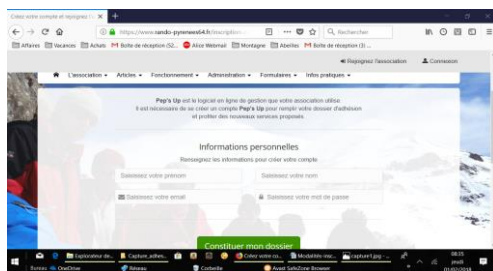 Créez votre compte et rejoignez l'a
https://www.rando-pyrenees64.fr/inscription
Rechercher
Affaires Vacances Achats Boîte de réception (52... Alice Webmail Montagne Abeilles Boîte de réception (3)
Rejoignez l'association Connexion
L'association Articles Fonctionnement Administration Formulaires Infos pratiques
Pep's Up est le logiciel en ligne de gestion que votre association utilise
Il est nécessaire de se créer un compte Pep's Up pour remplir votre dossier d'adhésion
et profiter des nouveaux services proposés
Informations personnelles
Renseignez les informations pour créer votre compte
Saisissez votre prénom Saisissez votre nom
Saisissez votre email Saisissez votre mot de passe
Constituer mon dossier
Explorateur de... Capture_adhes... Créez votre co... Modalités-insc... capture1.jpg - ... 08:35
jeudi
Bureau OneDrive Réseau Corbeille Avast SafeZone Browser 01/02/2018